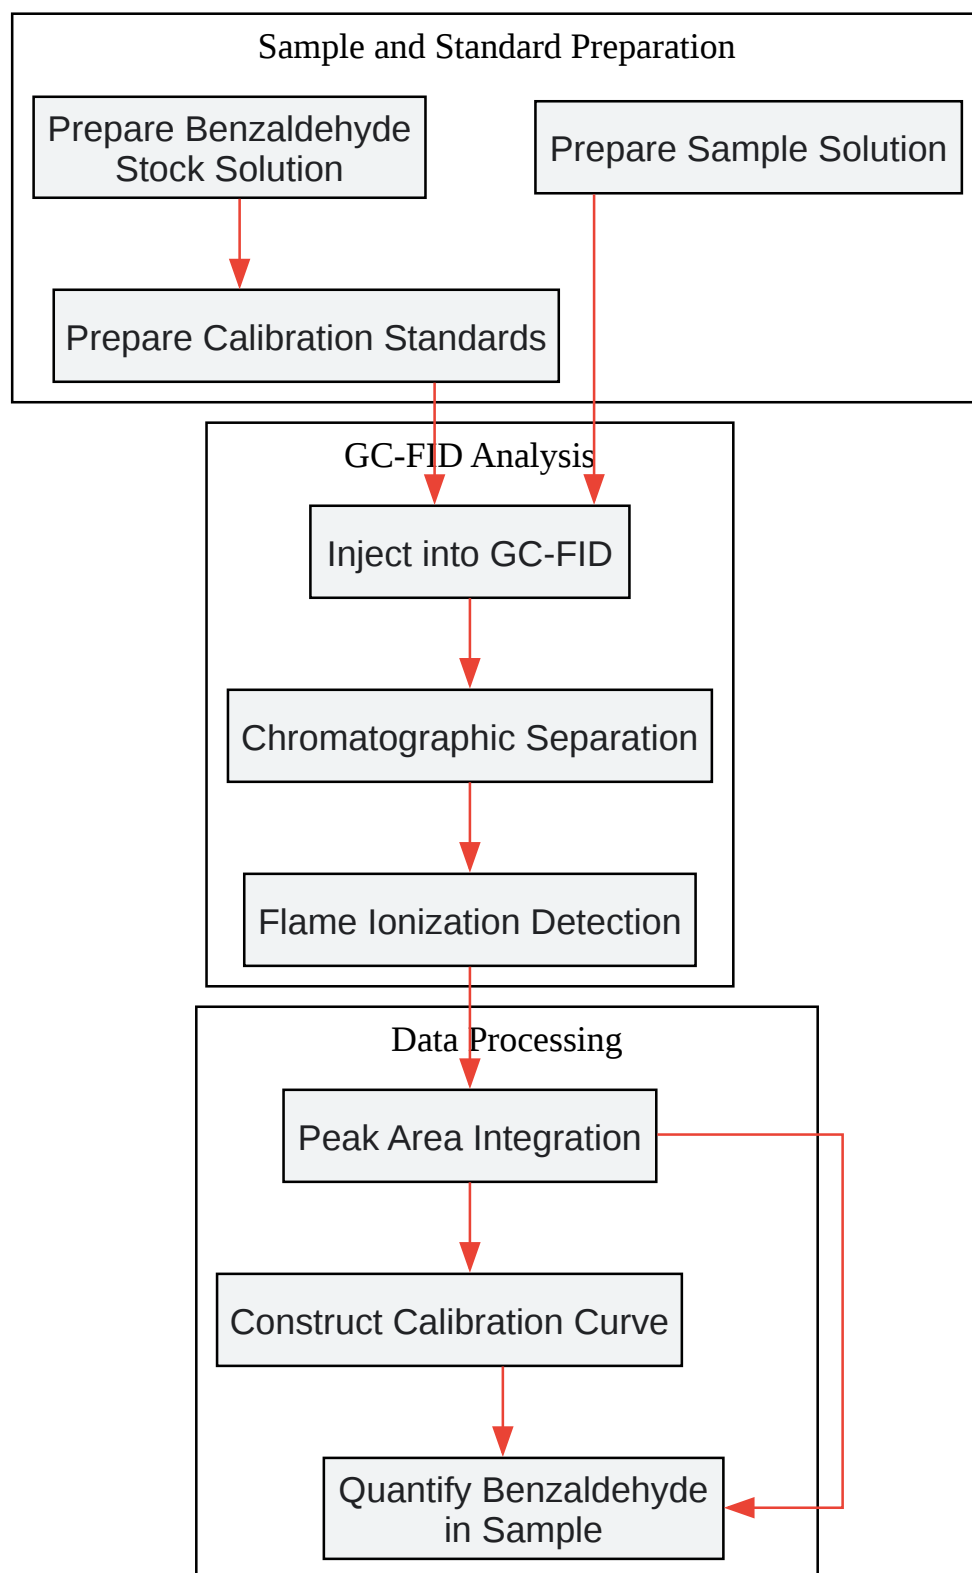 Sample and Standard Preparation
Prepare Benzaldehyde
Stock Solution
Prepare Sample Solution
Prepare Calibration Standards
GC-FID Analysis
Inject into GC-FID
Chromatographic Separation
Flame Ionization Detection
Data Processing
Peak Area Integration
Construct Calibration Curve
Quantify Benzaldehyde
in Sample